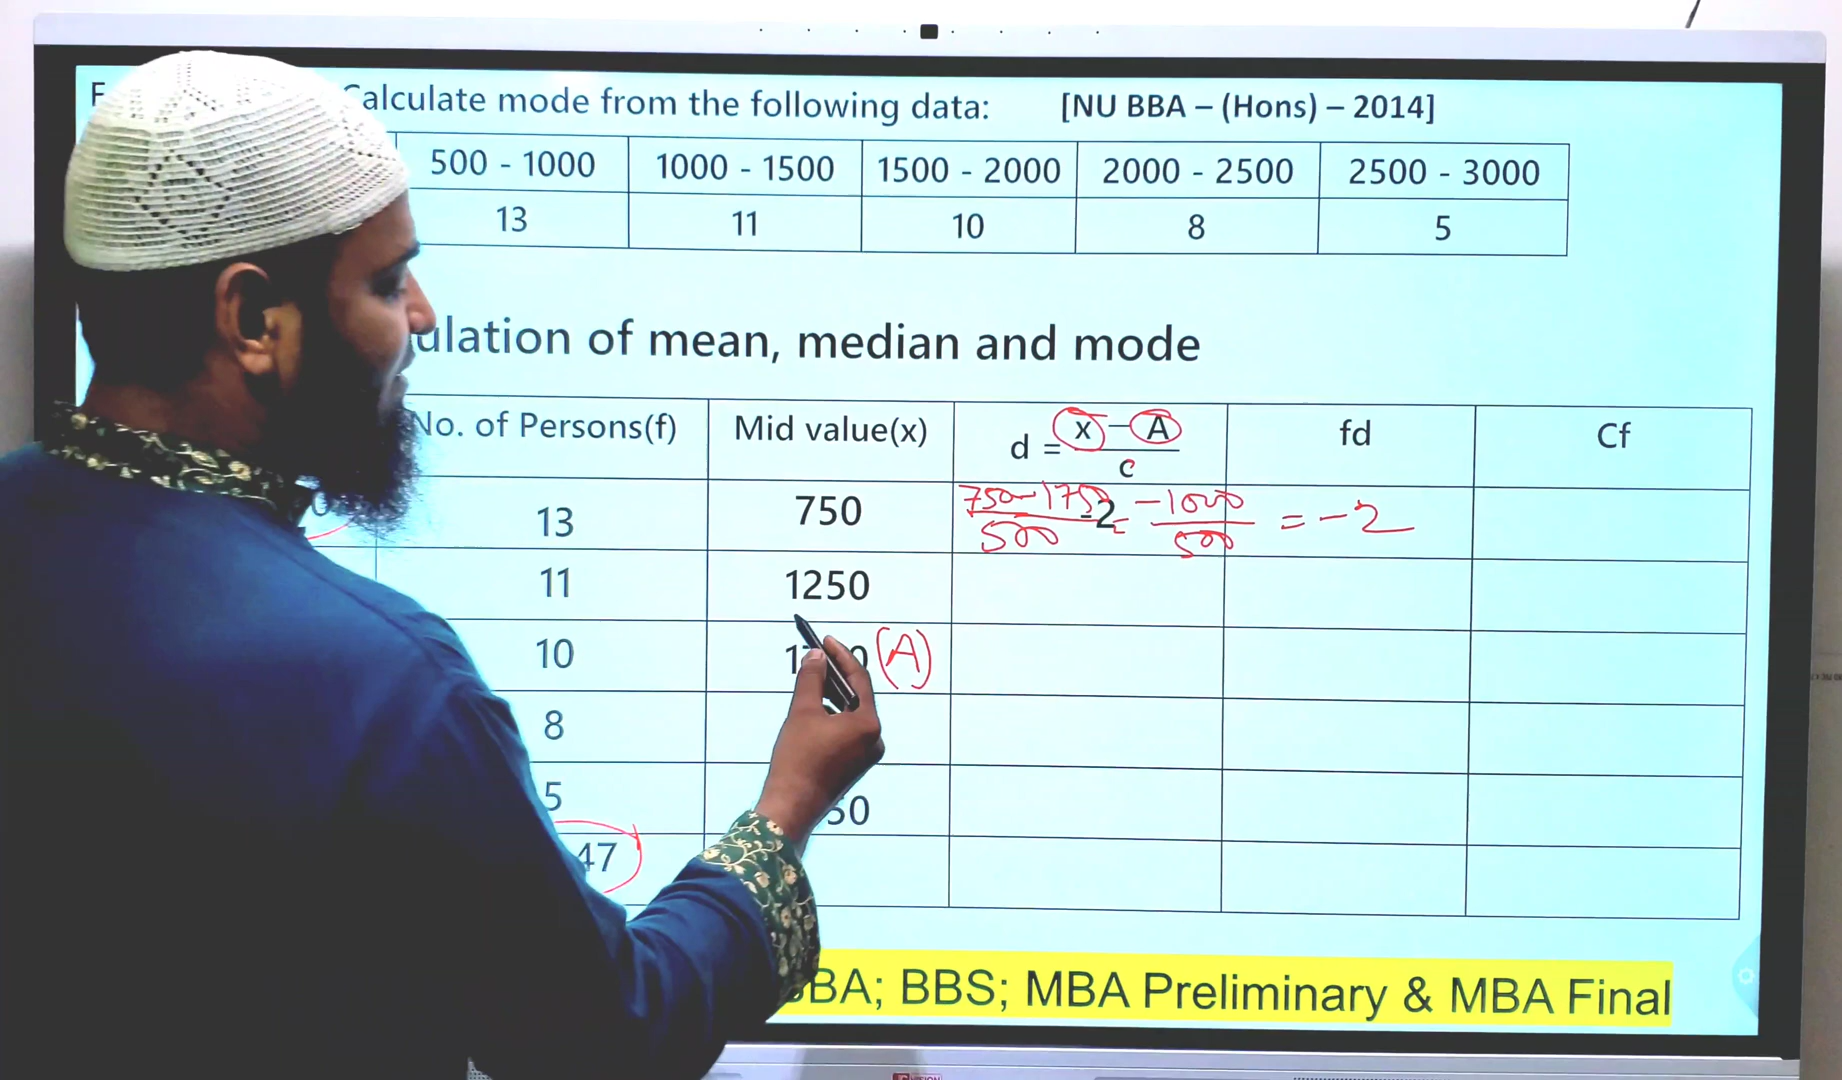 Calculate mode from the following data: [NU BBA – (Hons) – 2014]
500 - 1000 1000 - 1500 1500 - 2000 2000 - 2500 2500 - 3000
13 11 10 8 5
mean, median and mode
of
No. of Persons(f) Mid value(x) d = x – A / c fd Cf
13 750 -2 750-1750 / 500 = -1000 / 500 = -2
11 1250
10 (A)
8
5
47
BBS; MBA Preliminary & MBA Final